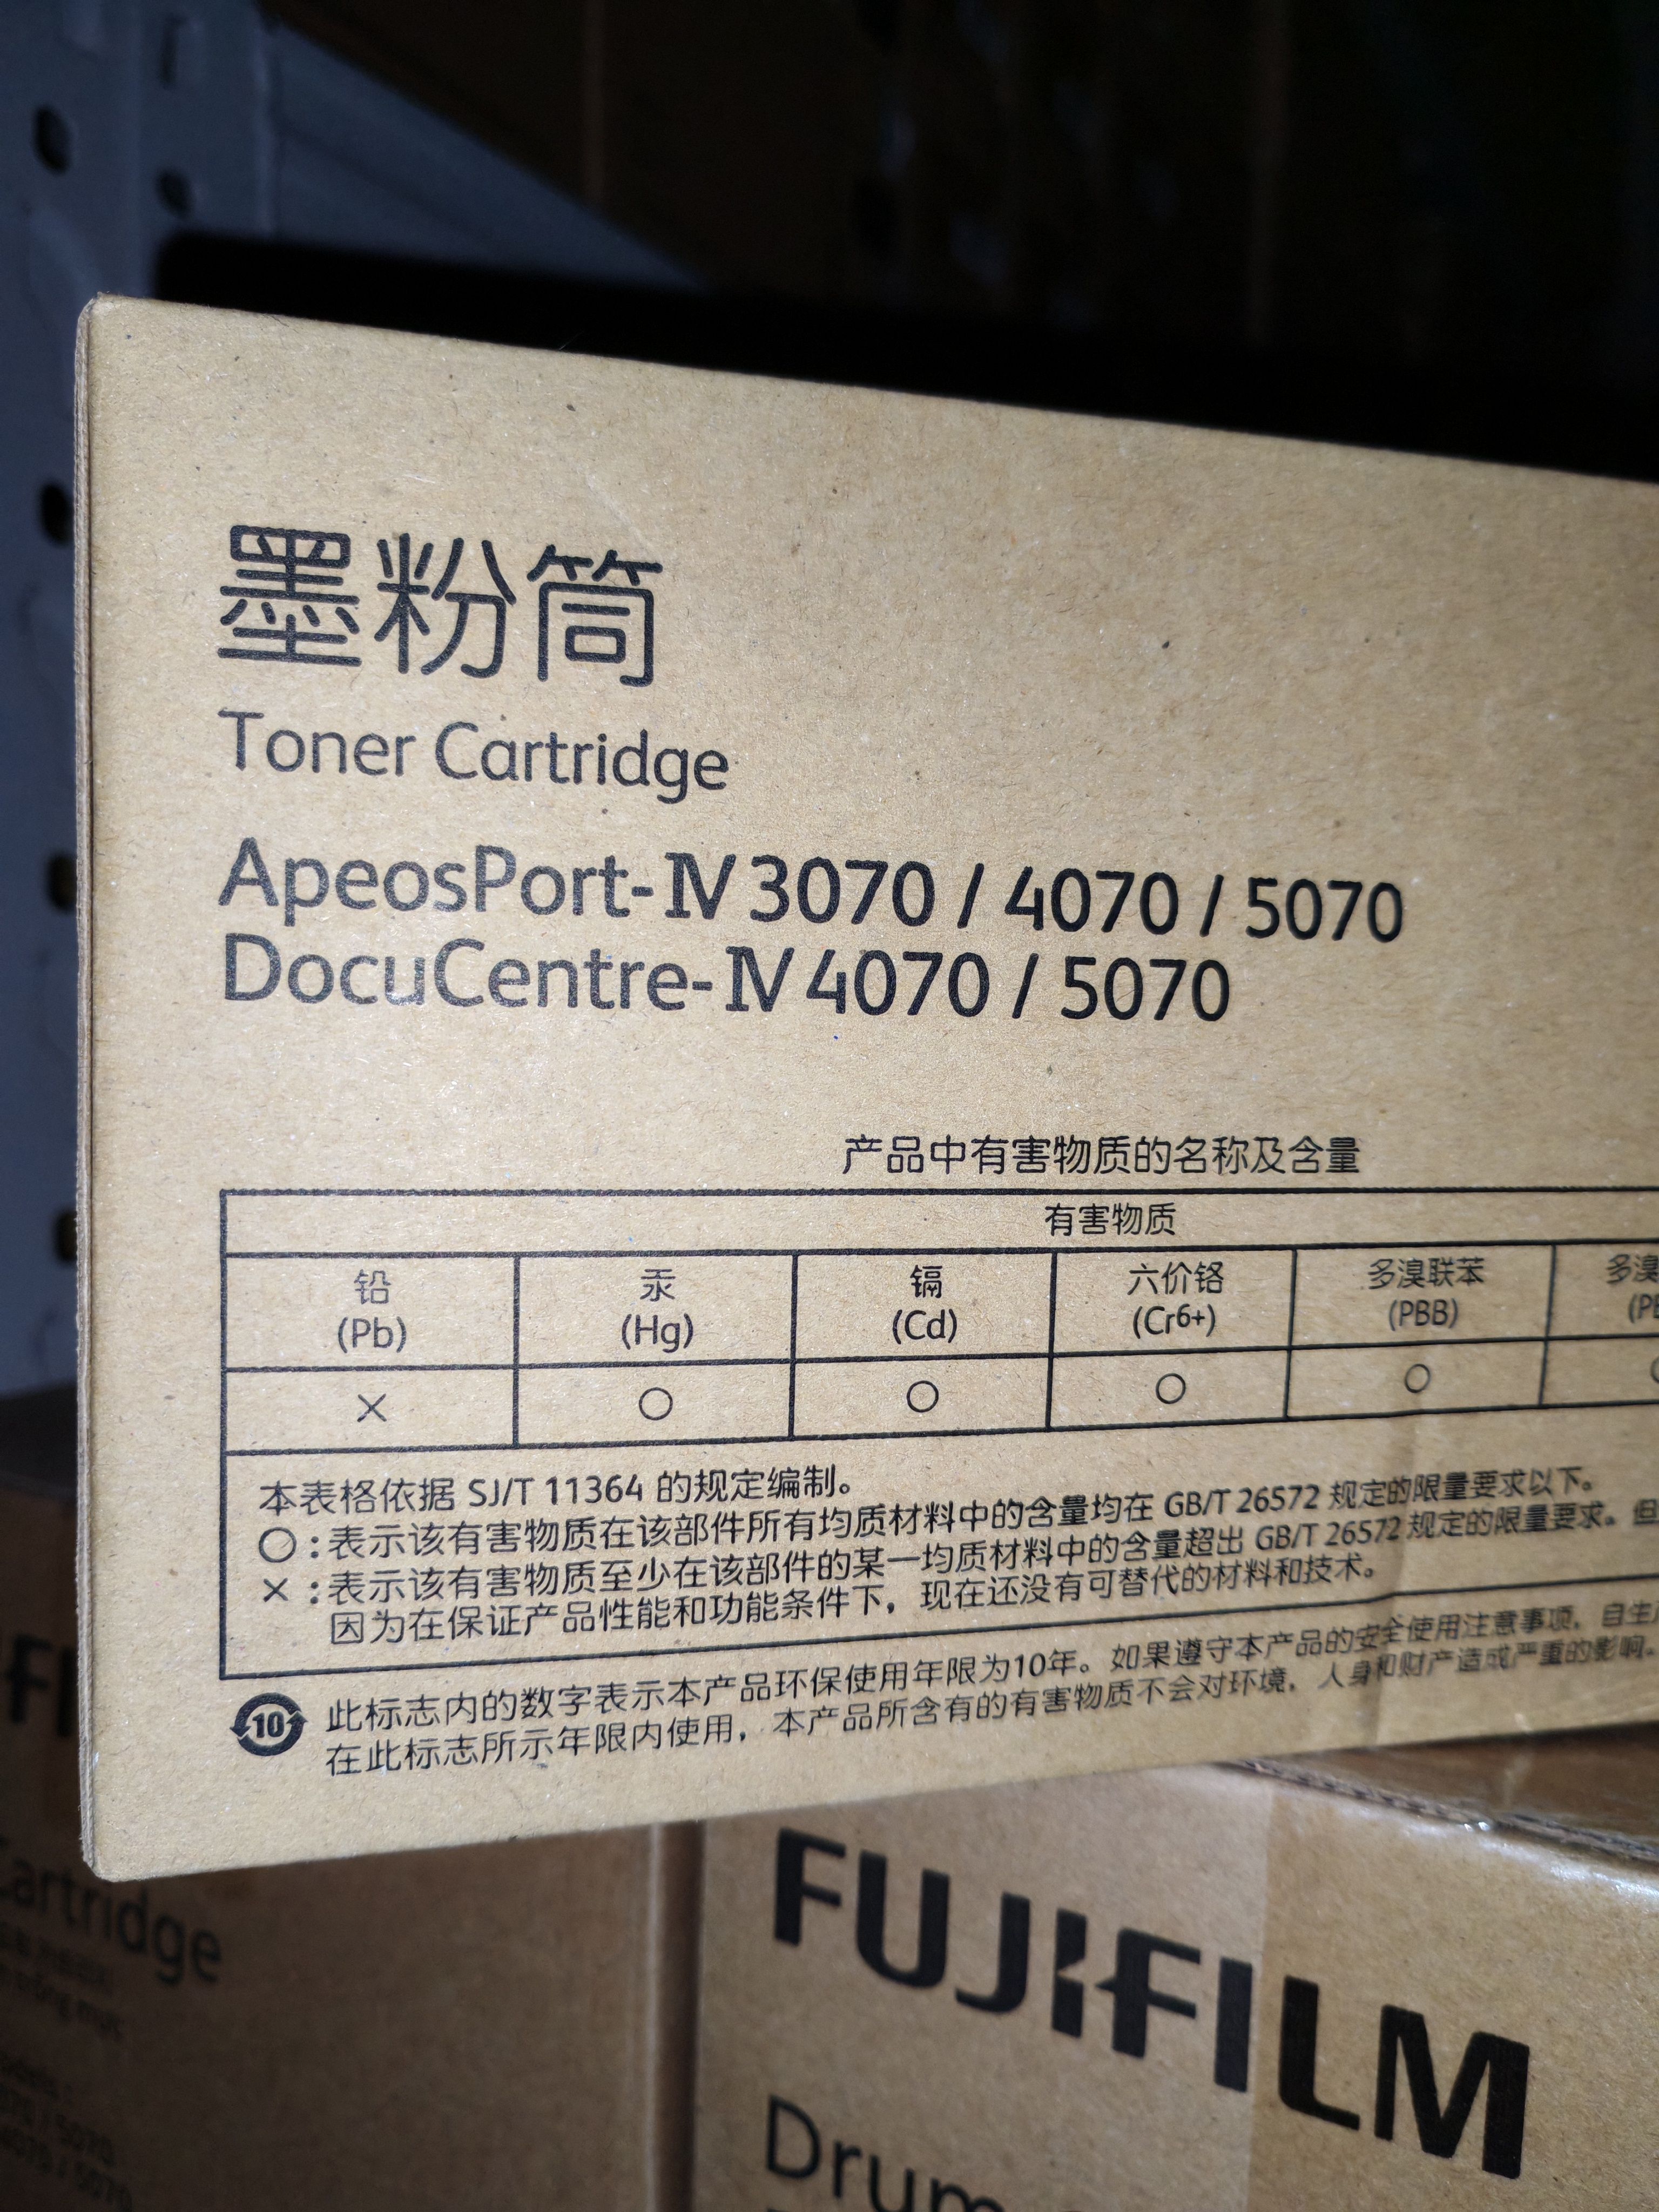 墨粉筒
Toner Cartridge
ApeosPort-Ⅳ 3070 / 4070 / 5070
DocuCentre-Ⅳ 4070 / 5070
产品中有害物质的名称及含量
有害物质
铅 汞 镉 六价铬 多溴联苯 多溴
(Pb) (Hg) (Cd) (Cr6+) (PBB)
× ○ ○ ○ ○
本表格依据 SJ/T 11364 的规定编制。
○:表示该有害物质在该部件所有均质材料中的含量均在 GB/T 26572 规定的限量要求以下。
×:表示该有害物质至少在该部件的某一均质材料中的含量超出 GB/T 26572 规定的限量要求。但
因为在保证产品性能和功能条件下，现在还没有可替代的材料和技术。
10 此标志内的数字表示本产品环保使用年限为10年。如果遵守本产品的安全使用注意事项，自生
在此标志所示年限内使用，本产品所含有的有害物质不会对环境，人身和财产造成严重的影响。
FUJIFILM
Drum
Cartridge